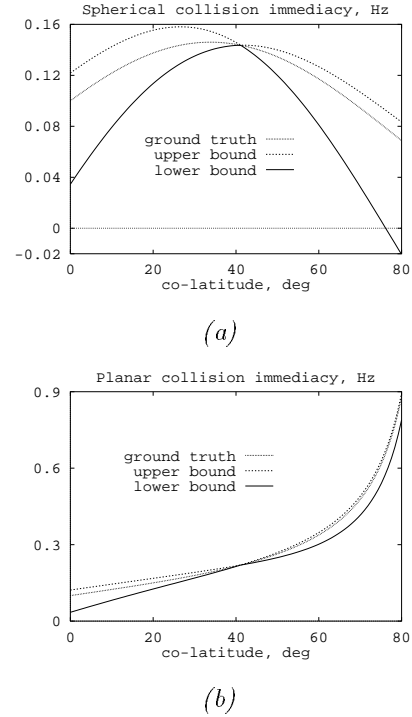 Spherical collision immediacy, Hz
0.16
0.12
0.08
0.04
0
-0.02
ground truth
upper bound
lower bound
0 20 40 60 80
co-latitude, deg
(a)
Planar collision immediacy, Hz
0.9
0.6
0.3
0
ground truth
upper bound
lower bound
0 20 40 60 80
co-latitude, deg
(b)